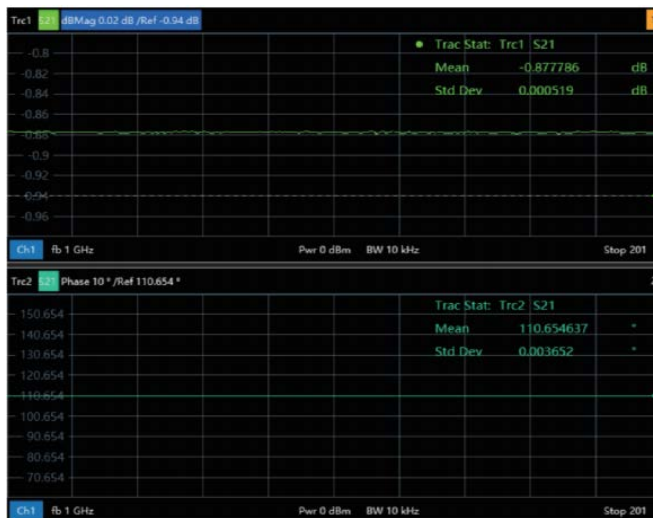 Trc1 S21 dBMag 0.02 dB /Ref -0.94 dB
Trac Stat: Trc1 S21
Mean -0.877786 dB
Std Dev 0.000519 dB
-0.8
-0.82
-0.84
-0.86
-0.88
-0.9
-0.92
-0.94
-0.96
Ch1 fb 1 GHz Pwr 0 dBm BW 10 kHz Stop 201
Trc2 S21 Phase 10 ° /Ref 110.654 °
Trac Stat: Trc2 S21
Mean 110.654637 °
Std Dev 0.003652 °
150.654
140.654
130.654
120.654
110.654
100.654
90.654
80.654
70.654
Ch1 fb 1 GHz Pwr 0 dBm BW 10 kHz Stop 201